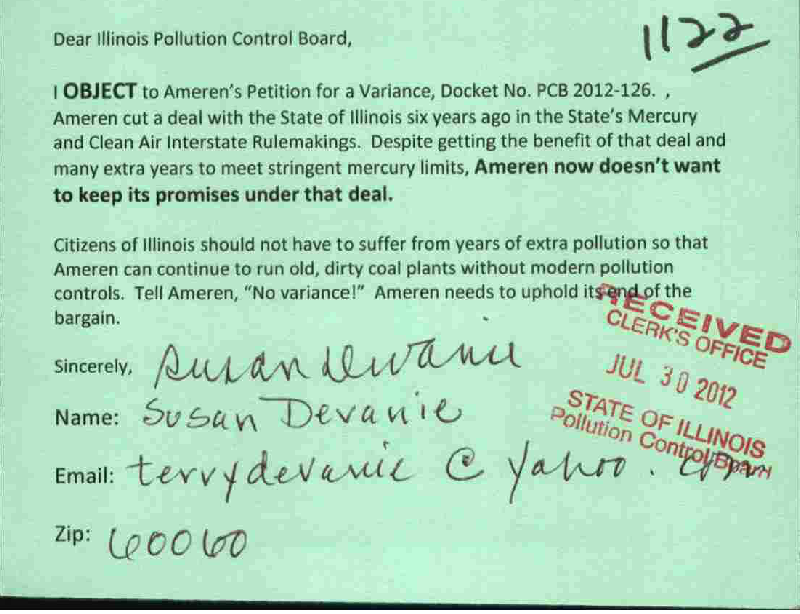 1122
Dear Illinois Pollution Control Board,
I OBJECT to Ameren's Petition for a Variance, Docket No. PCB 2012-126. ,
Ameren cut a deal with the State of Illinois six years ago in the State's Mercury
and Clean Air Interstate Rulemakings. Despite getting the benefit of that deal and
many extra years to meet stringent mercury limits, Ameren now doesn't want
to keep its promises under that deal.
Citizens of Illinois should not have to suffer from years of extra pollution so that
Ameren can continue to run old, dirty coal plants without modern pollution
controls. Tell Ameren, "No variance!" Ameren needs to uphold its end of the
bargain.
RECEIVED
CLERK'S OFFICE
JUL 30 2012
STATE OF ILLINOIS
Pollution Control Board
Sincerely, Susan Devanie
Name: Susan Devanie
Email: terrydevanie@yahoo.com
Zip: 60060